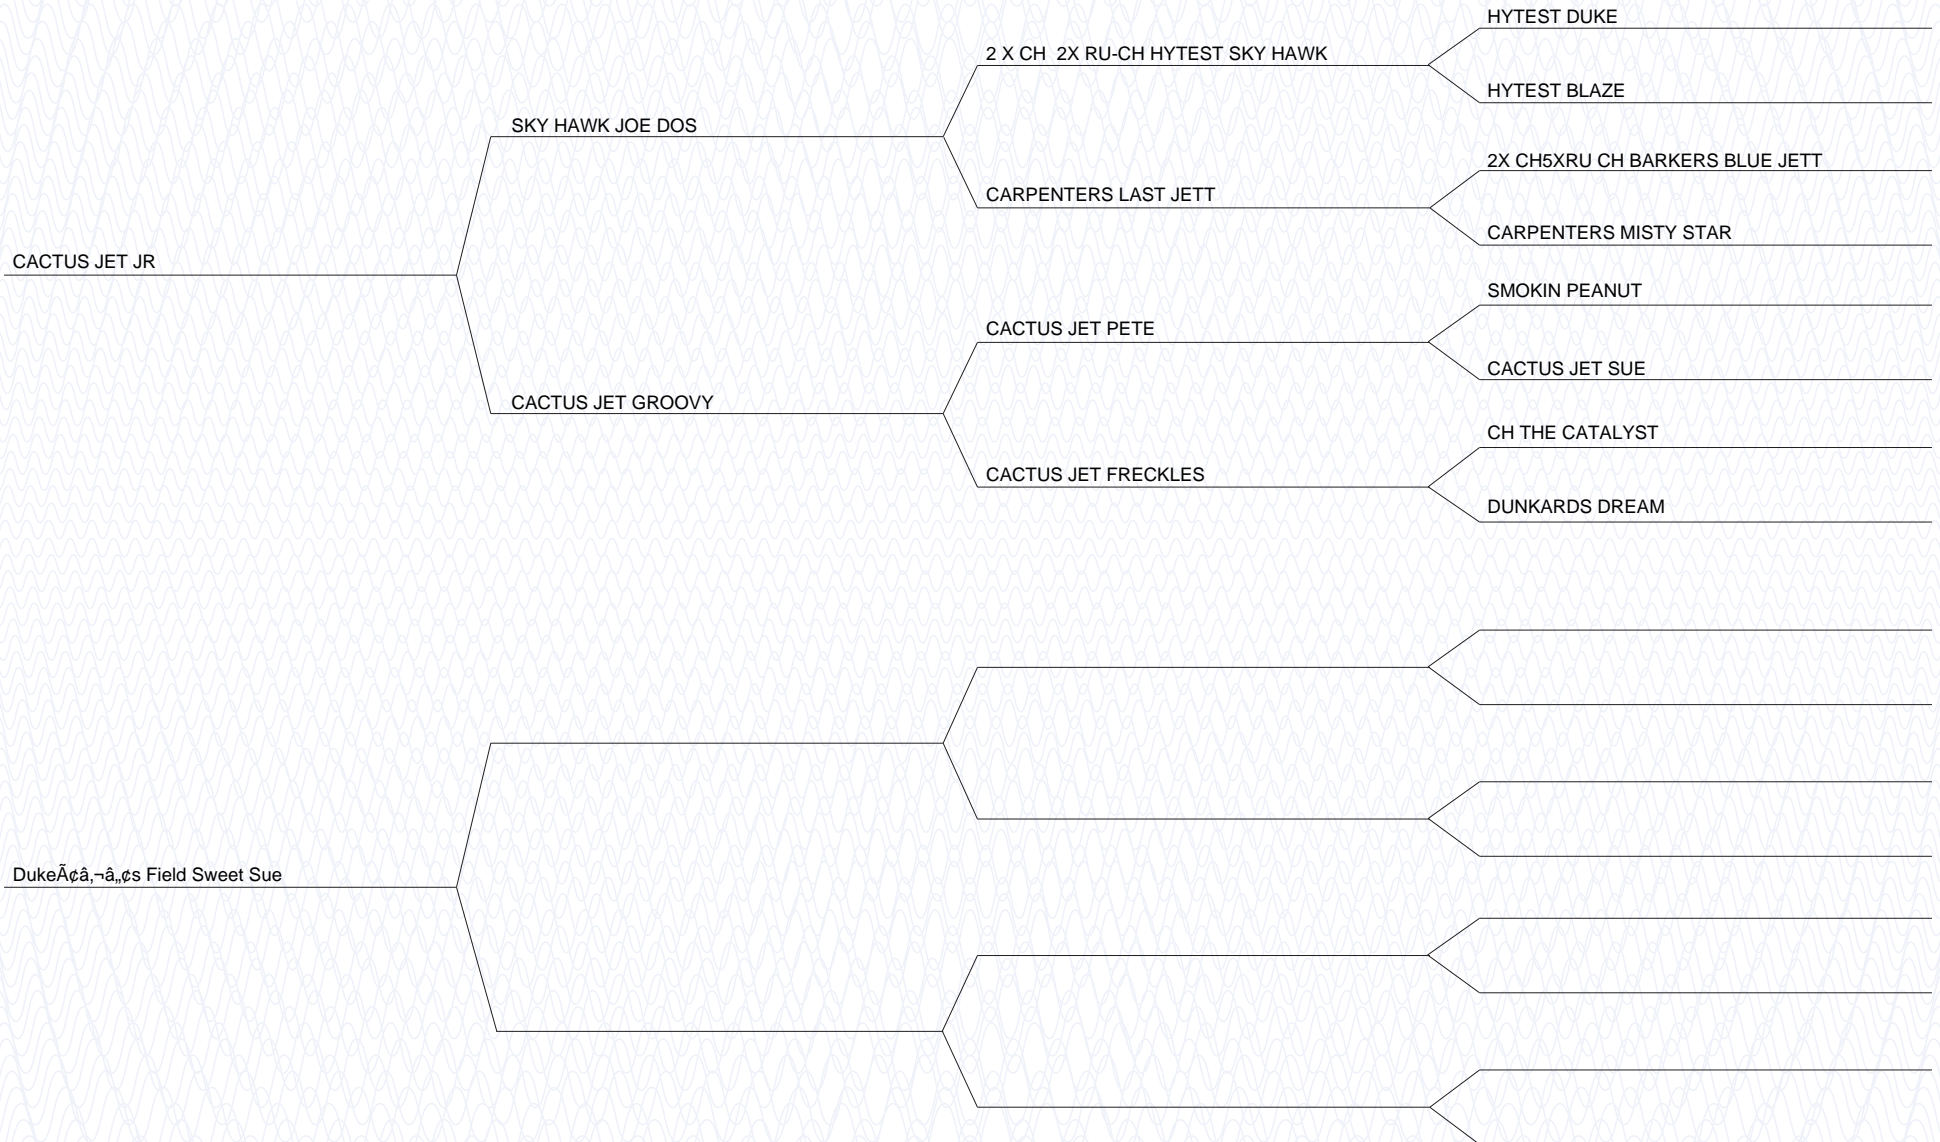 HYTEST DUKE
2 X CH  2X RU-CH HYTEST SKY HAWK
HYTEST BLAZE
SKY HAWK JOE DOS
2X CH5XRU CH BARKERS BLUE JETT
CARPENTERS LAST JETT
CARPENTERS MISTY STAR
CACTUS JET JR
SMOKIN PEANUT
CACTUS JET PETE
CACTUS JET SUE
CACTUS JET GROOVY
CH THE CATALYST
CACTUS JET FRECKLES
DUNKARDS DREAM
DukeÃ¢â‚¬â„¢s Field Sweet Sue